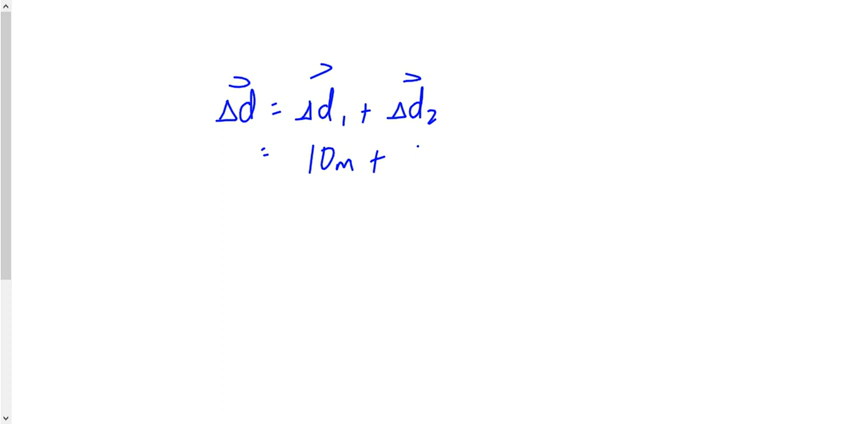 Δd⃗ = Δd⃗₁ + Δd⃗₂
= 10m +